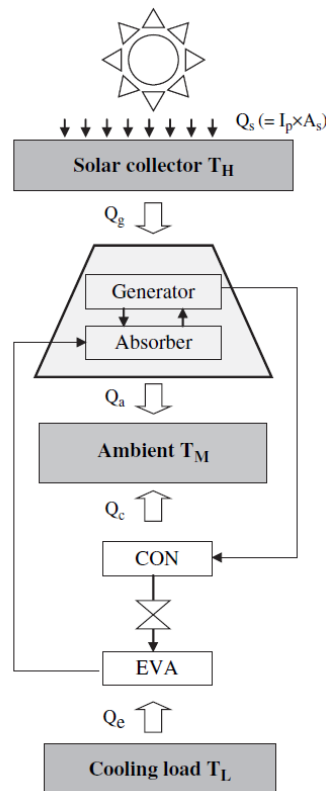 Qs (= Ip×As)
Solar collector TH
Qg
Generator
Absorber
Qa
Ambient TM
Qc
CON
EVA
Qe
Cooling load TL